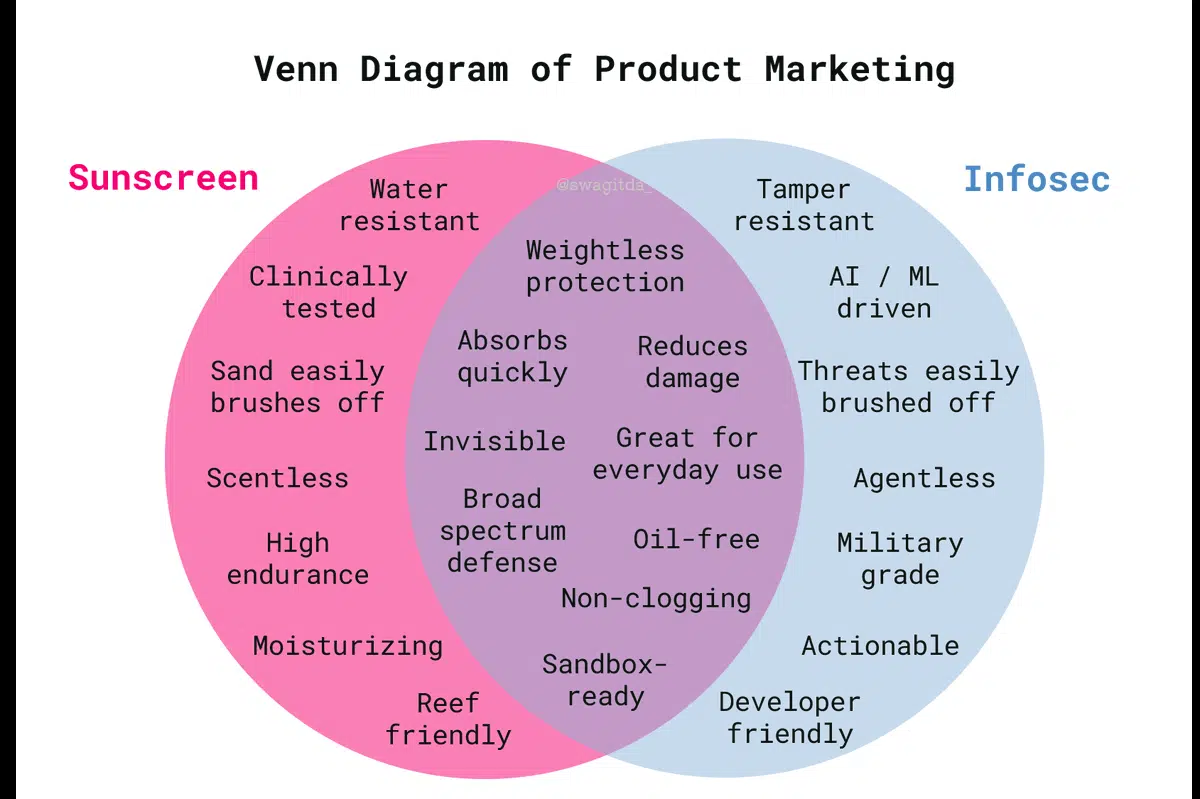 Venn Diagram of Product Marketing
Sunscreen
Infosec
@swagitda_
Water
resistant
Clinically
tested
Sand easily
brushes off
Scentless
High
endurance
Moisturizing
Reef
friendly
Weightless
protection
Absorbs
quickly
Reduces
damage
Invisible
Great for
everyday use
Broad
spectrum
defense
Oil-free
Non-clogging
Sandbox-
ready
Tamper
resistant
AI / ML
driven
Threats easily
brushed off
Agentless
Military
grade
Actionable
Developer
friendly